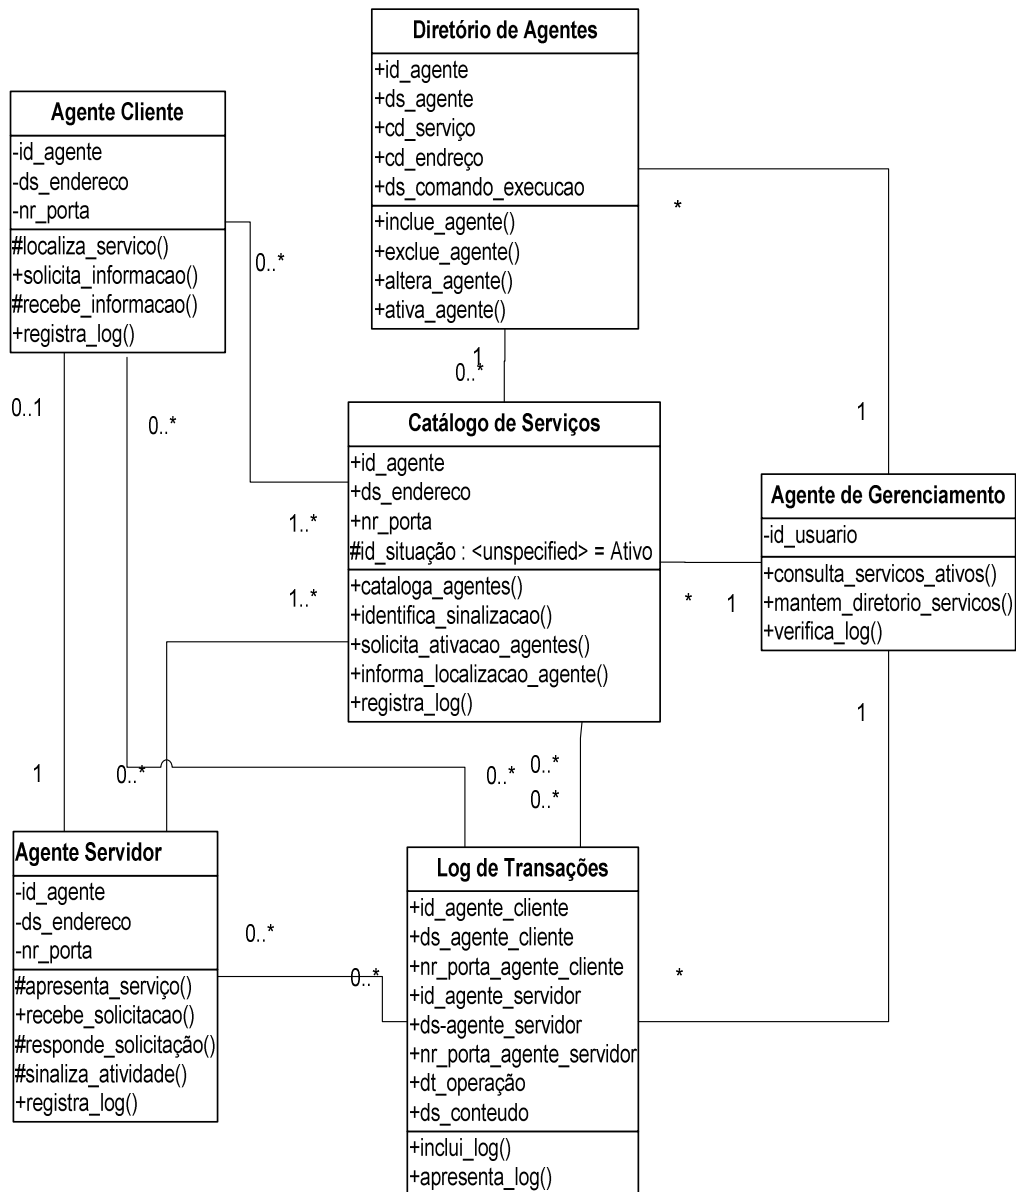 Diretório de Agentes
+id_agente
+ds_agente
+cd_serviço
+cd_endreço
+ds_comando_execucao
+inclue_agente()
+exclue_agente()
+altera_agente()
+ativa_agente()
Agente Cliente
-id_agente
-ds_endereco
-nr_porta
#localiza_servico()
+solicita_informacao()
#recebe_informacao()
+registra_log()
*
0..*
1
0..*
0..1
0..*
1
Catálogo de Serviços
+id_agente
+ds_endereco
+nr_porta
#id_situação : <unspecified> = Ativo
+cataloga_agentes()
+identifica_sinalizacao()
+solicita_ativacao_agentes()
+informa_localizacao_agente()
+registra_log()
Agente de Gerenciamento
-id_usuario
+consulta_servicos_ativos()
+mantem_diretorio_servicos()
+verifica_log()
1..*
1..*
*
1
1
1
0..*
0..*
0..*
0..*
Agente Servidor
-id_agente
-ds_endereco
-nr_porta
#apresenta_serviço()
+recebe_solicitacao()
#responde_solicitação()
#sinaliza_atividade()
+registra_log()
0..*
0..*
*
Log de Transações
+id_agente_cliente
+ds_agente_cliente
+nr_porta_agente_cliente
+id_agente_servidor
+ds-agente_servidor
+nr_porta_agente_servidor
+dt_operação
+ds_conteudo
+inclui_log()
+apresenta_log()